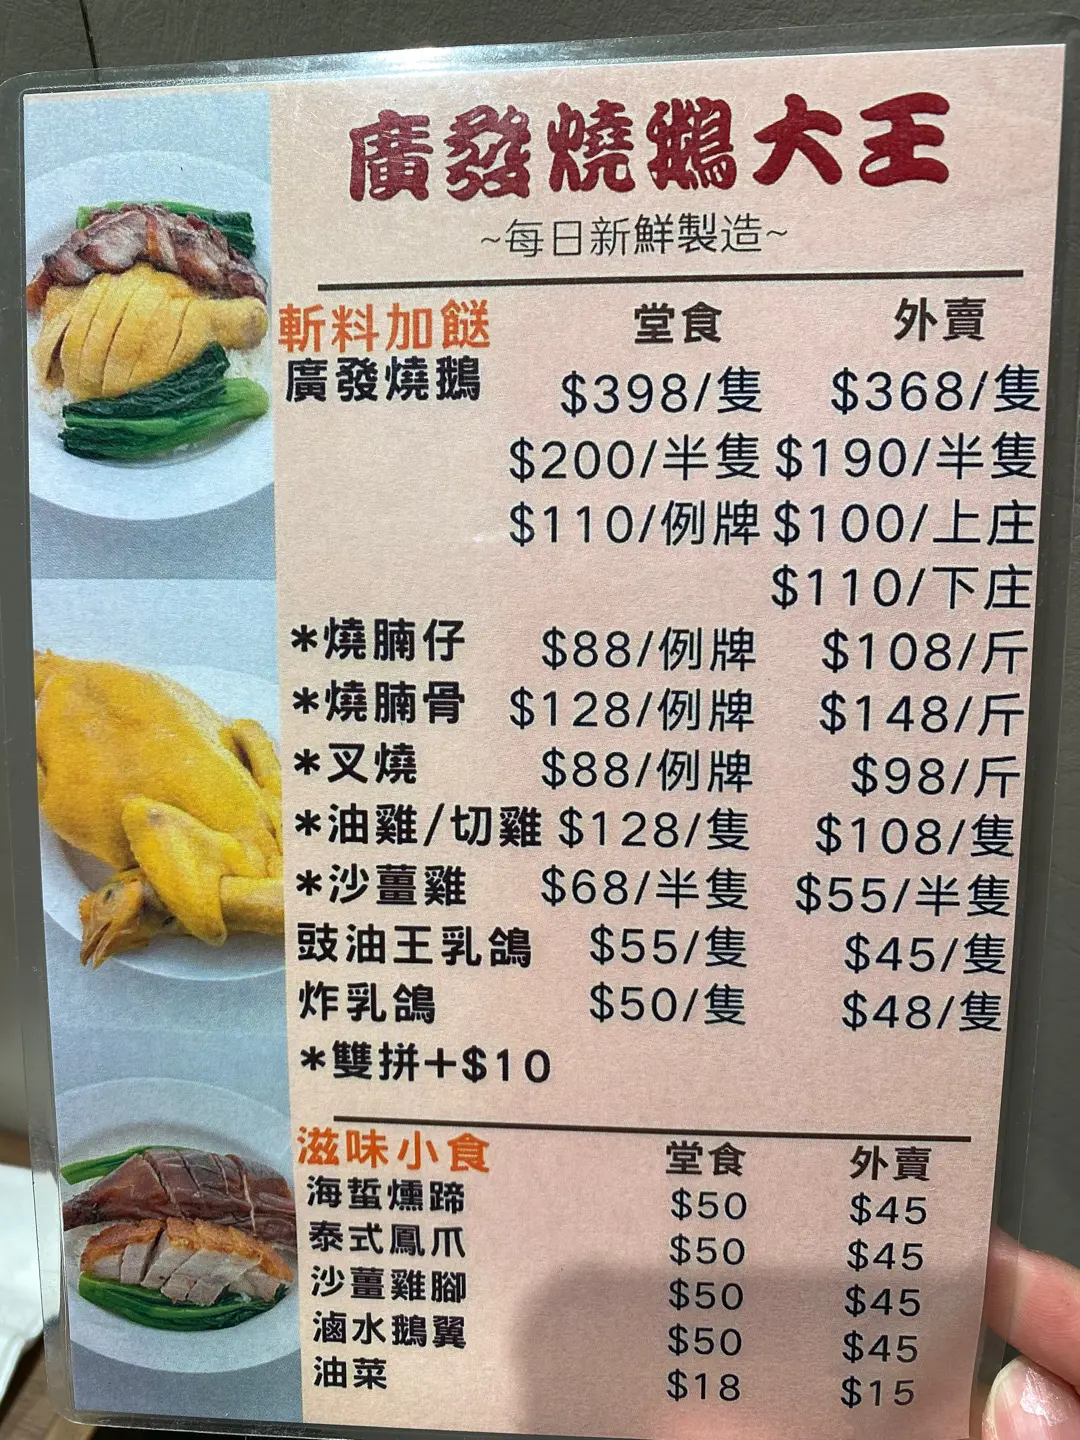 廣發燒鵝大王
~每日新鮮製造~
斬料加餸 堂食 外賣
廣發燒鵝 $398/隻 $368/隻
$200/半隻 $190/半隻
$110/例牌 $100/上庄
$110/下庄
*燒腩仔 $88/例牌 $108/斤
*燒腩骨 $128/例牌 $148/斤
*叉燒 $88/例牌 $98/斤
*油雞/切雞 $128/隻 $108/隻
*沙薑雞 $68/半隻 $55/半隻
豉油王乳鴿 $55/隻 $45/隻
炸乳鴿 $50/隻 $48/隻
*雙拼+$10
滋味小食 堂食 外賣
海蜇燻蹄 $50 $45
泰式鳳爪 $50 $45
沙薑雞腳 $50 $45
滷水鵝翼 $50 $45
油菜 $18 $15